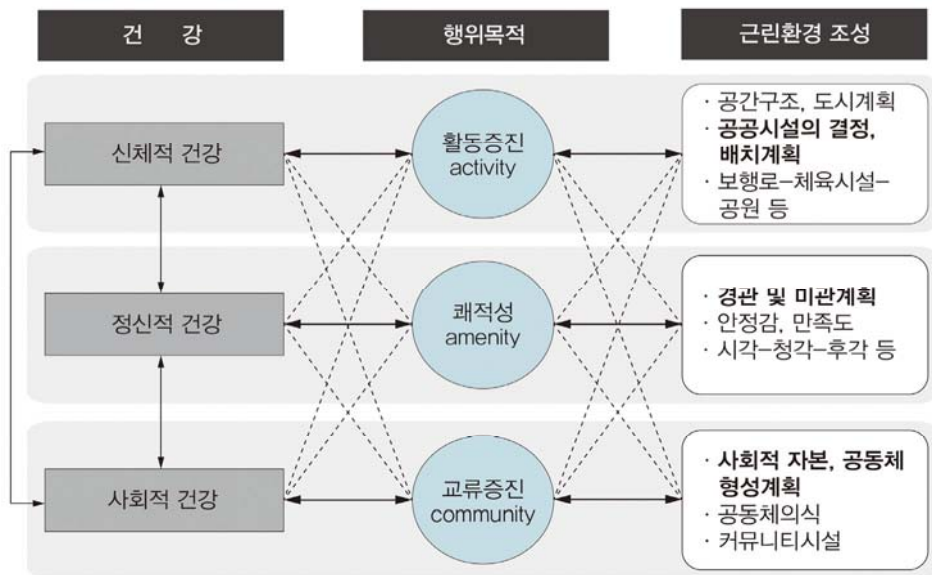 건 강
행위목적
근린환경 조성
신체적 건강
활동증진
activity
· 공간구조, 도시계획
· 공공시설의 결정,
배치계획
· 보행로-체육시설-
공원 등
정신적 건강
쾌적성
amenity
· 경관 및 미관계획
· 안정감, 만족도
· 시각-청각-후각 등
사회적 건강
교류증진
community
· 사회적 자본, 공동체
형성계획
· 공동체의식
· 커뮤니티시설